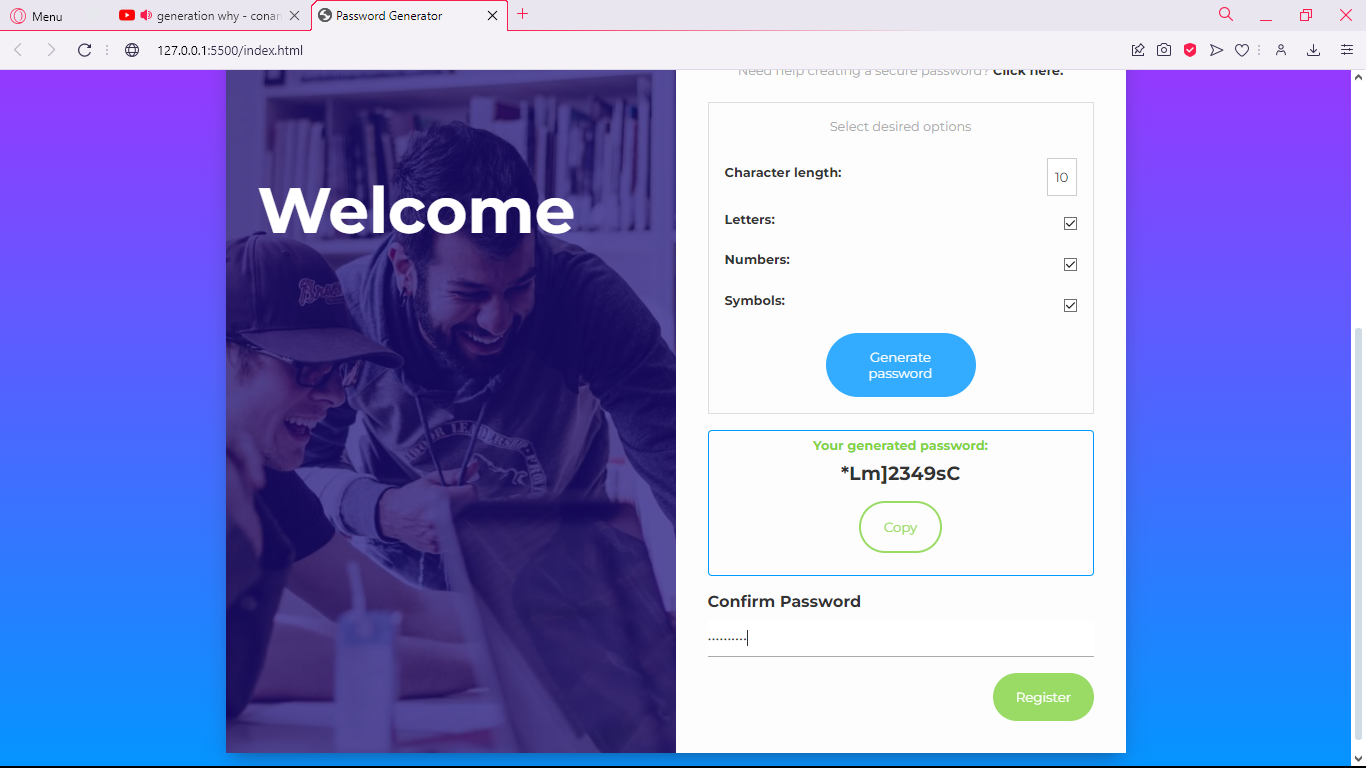 Menu
generation why - conan
Password Generator
127.0.0.1:5500/index.html
Need help creating a secure password? Click here.
Welcome
Select desired options
Character length:
10
Letters:
Numbers:
Symbols:
Generate
password
Your generated password:
*Lm]2349sC
Copy
Confirm Password
..........
Register